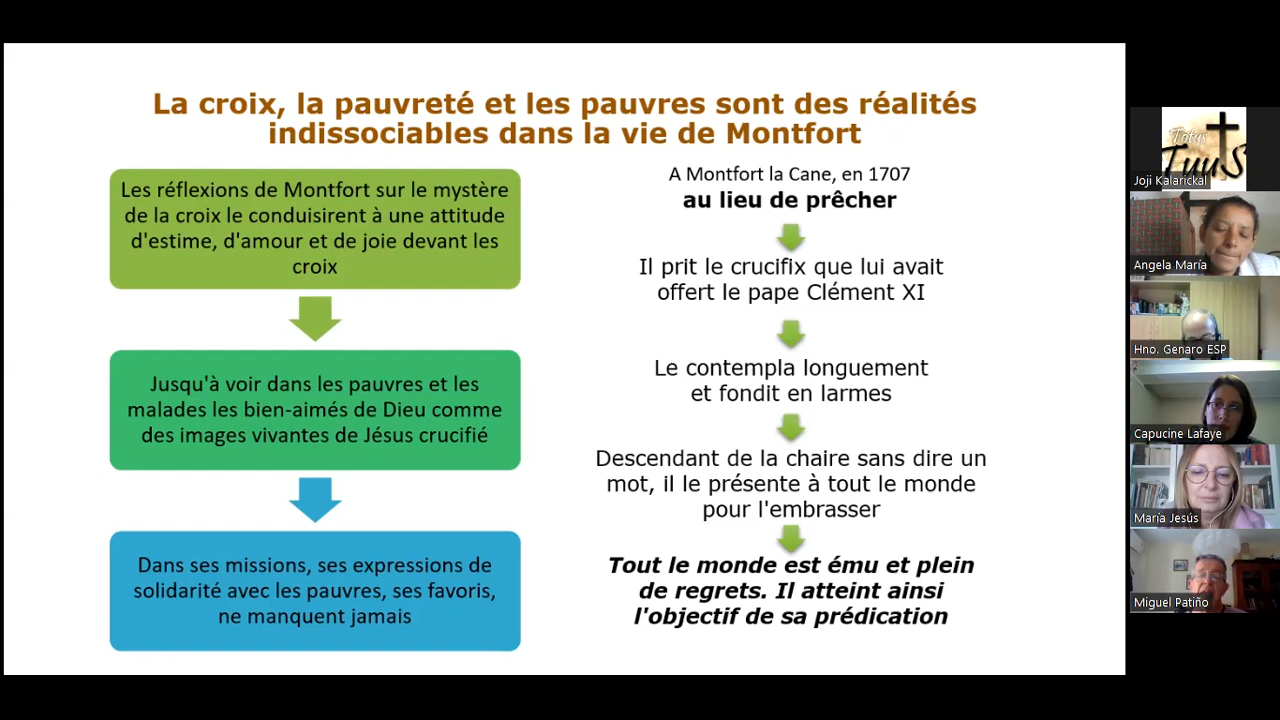 La croix, la pauvreté et les pauvres sont des réalités
indissociables dans la vie de Montfort
Les réflexions de Montfort sur le mystère
de la croix le conduisirent à une attitude
d'estime, d'amour et de joie devant les
croix
Jusqu'à voir dans les pauvres et les
malades les bien-aimés de Dieu comme
des images vivantes de Jésus crucifié
Dans ses missions, ses expressions de
solidarité avec les pauvres, ses favoris,
ne manquent jamais
A Montfort la Cane, en 1707
au lieu de prêcher
Il prit le crucifix que lui avait
offert le pape Clément XI
Le contempla longuement
et fondit en larmes
Descendant de la chaire sans dire un
mot, il le présente à tout le monde
pour l'embrasser
Tout le monde est ému et plein
de regrets. Il atteint ainsi
l'objectif de sa prédication
Totus
Tuus
Joji Kalarickal
Angela María
Hno. Genaro ESP
Capucine Lafaye
María Jesús
Miguel Patiño